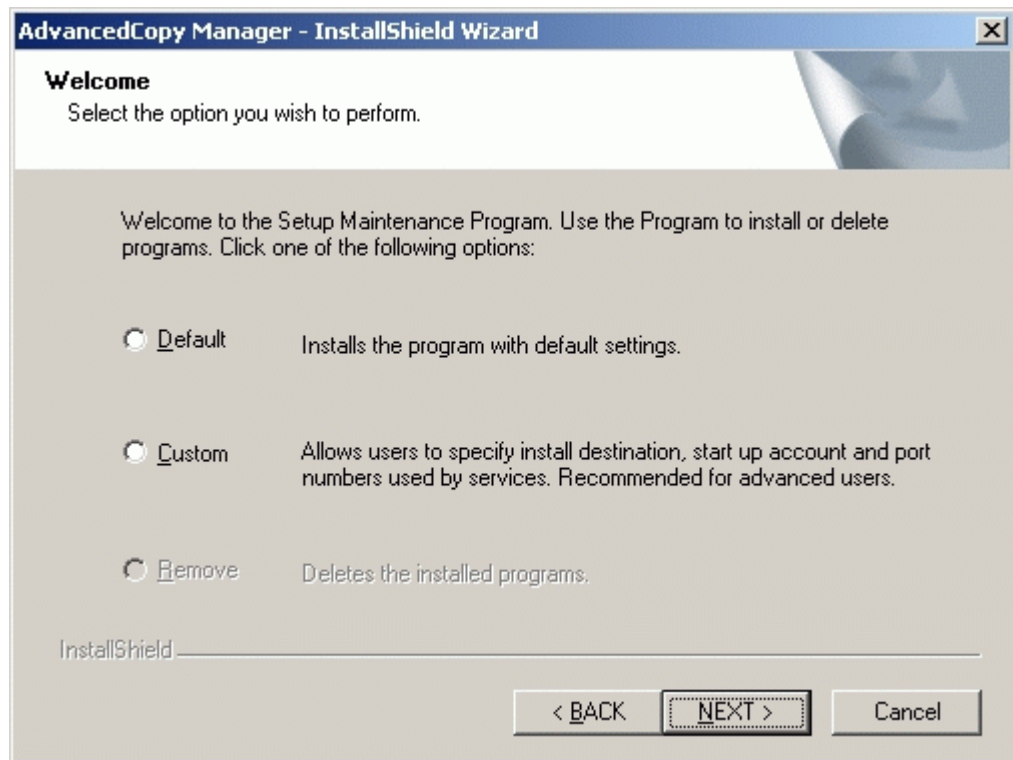 AdvancedCopy Manager - InstallShield Wizard
Welcome
Select the option you wish to perform.
Welcome to the Setup Maintenance Program. Use the Program to install or delete
programs. Click one of the following options:
Default
Installs the program with default settings.
Custom
Allows users to specify install destination, start up account and port
numbers used by services. Recommended for advanced users.
Remove
Deletes the installed programs.
InstallShield
< BACK
NEXT >
Cancel